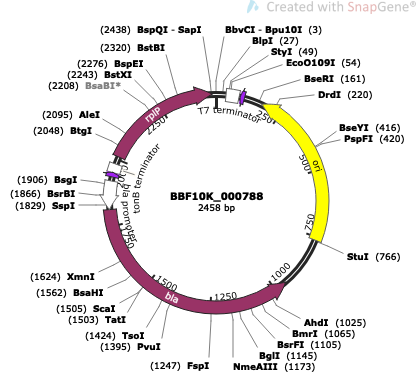 Created with SnapGene®
(2438) BspQI - SapI
BbvCI - Bpu10I (3)
(2320) BstBI
BlpI (27)
StyI (49)
(2276) BspEI
EcoO109I (54)
(2243) BstXI
BseRI (161)
(2208) BsaBI*
DrdI (220)
(2095) AleI
(2048) BtgI
BseYI (416)
PspFI (420)
rplP
T7 terminator
250
2250
ori
500
tonB terminator
(1906) BsgI
(1866) BsrBI
(1829) SspI
bla promoter
2000
BBF10K_000788
2458 bp
1750
750
StuI (766)
(1624) XmnI
(1562) BsaHI
(1505) ScaI
(1503) TatI
(1424) TsoI
(1395) PvuI
1500
bla
1250
1000
AhdI (1025)
BmrI (1065)
BsrFI (1105)
BglI (1145)
NmeAIII (1173)
(1247) FspI